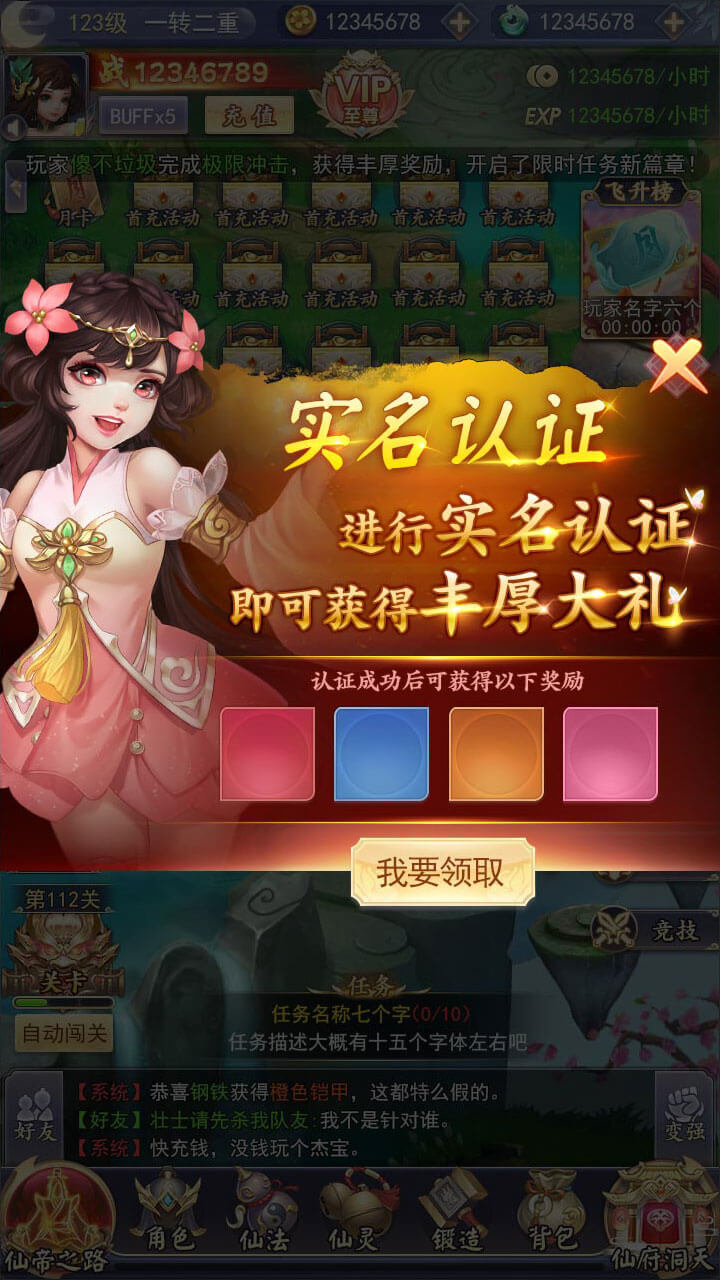 123级 一转二重 12345678 12345678
战12346789
VIP
至尊
12345678/小时
BUFFx5 充值
EXP 12345678/小时
玩家傻不垃圾完成极限冲击，获得丰厚奖励，开启了限时任务新篇章！
月卡 首充活动 首充活动 首充活动 首充活动 首充活动
飞升榜
月
首充活动 首充活动 首充活动 首充活动
玩家名字六个
00:00:00
实名认证
进行实名认证
即可获得丰厚大礼
认证成功后可获得以下奖励
我要领取
第112关
关卡
自动闯关
竞技
任务
任务名称七个字(0/10)
任务描述大概有十五个字体左右吧
好友
变强
【系统】恭喜钢铁获得橙色铠甲，这都特么假的。
【好友】壮士请先杀我队友:我不是针对谁。
【系统】快充钱，没钱玩个杰宝。
仙帝之路 角色 仙法 仙灵 锻造 背包 仙府洞天